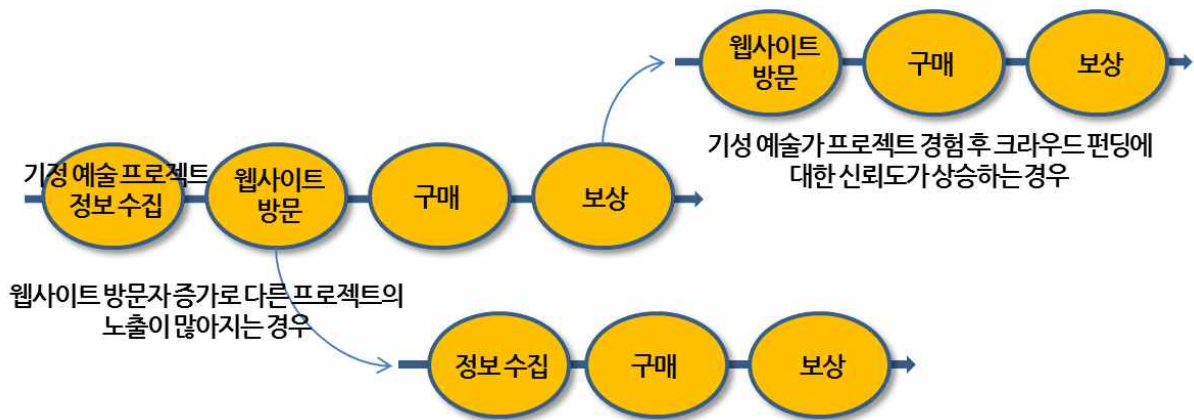 웹사이트
방문
구매
보상
기성 예술가 프로젝트 경험 후 크라우드 펀딩에
대한 신뢰도가 상승하는 경우
기정 예술 프로젝트
정보 수집
웹사이트
방문
구매
보상
웹사이트 방문자 증가로 다른 프로젝트의
노출이 많아지는 경우
정보 수집
구매
보상